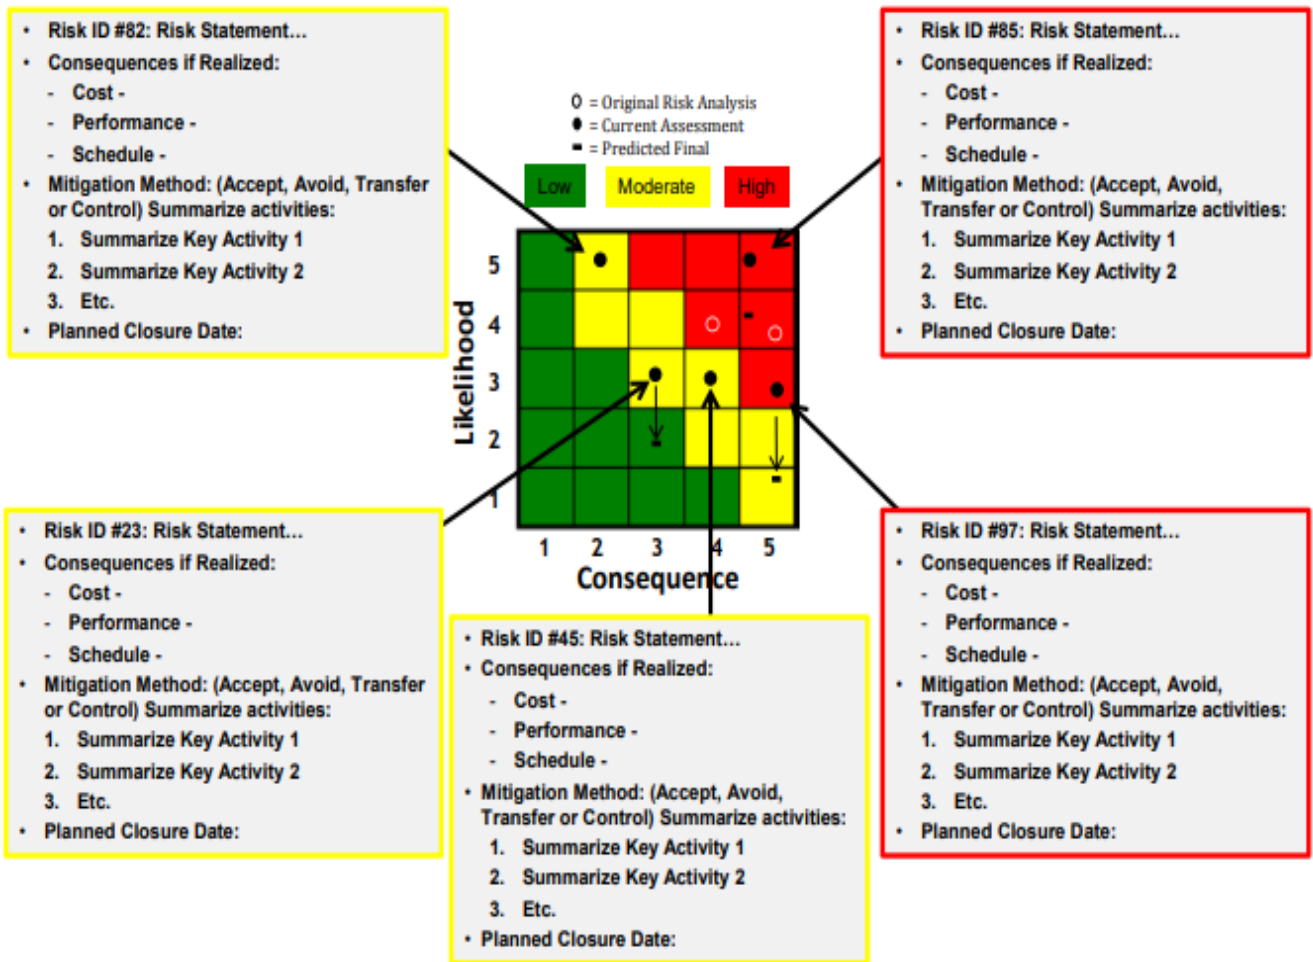 • Risk ID #82: Risk Statement…
• Consequences if Realized:
- Cost -
- Performance -
- Schedule -
• Mitigation Method: (Accept, Avoid, Transfer
or Control) Summarize activities:
1. Summarize Key Activity 1
2. Summarize Key Activity 2
3. Etc.
• Planned Closure Date:
= Original Risk Analysis
= Current Assessment
= Predicted Final
Low Moderate High
• Risk ID #85: Risk Statement…
• Consequences if Realized:
- Cost -
- Performance -
- Schedule -
• Mitigation Method: (Accept, Avoid,
Transfer or Control) Summarize activities:
1. Summarize Key Activity 1
2. Summarize Key Activity 2
3. Etc.
• Planned Closure Date:
Likelihood
5
4
3
2
1
1 2 3 4 5
Consequence
• Risk ID #23: Risk Statement…
• Consequences if Realized:
- Cost -
- Performance -
- Schedule -
• Mitigation Method: (Accept, Avoid, Transfer
or Control) Summarize activities:
1. Summarize Key Activity 1
2. Summarize Key Activity 2
3. Etc.
• Planned Closure Date:
• Risk ID #45: Risk Statement…
• Consequences if Realized:
- Cost -
- Performance -
- Schedule -
• Mitigation Method: (Accept, Avoid,
Transfer or Control) Summarize activities:
1. Summarize Key Activity 1
2. Summarize Key Activity 2
3. Etc.
• Planned Closure Date:
• Risk ID #97: Risk Statement…
• Consequences if Realized:
- Cost -
- Performance -
- Schedule -
• Mitigation Method: (Accept, Avoid,
Transfer or Control) Summarize activities:
1. Summarize Key Activity 1
2. Summarize Key Activity 2
3. Etc.
• Planned Closure Date: